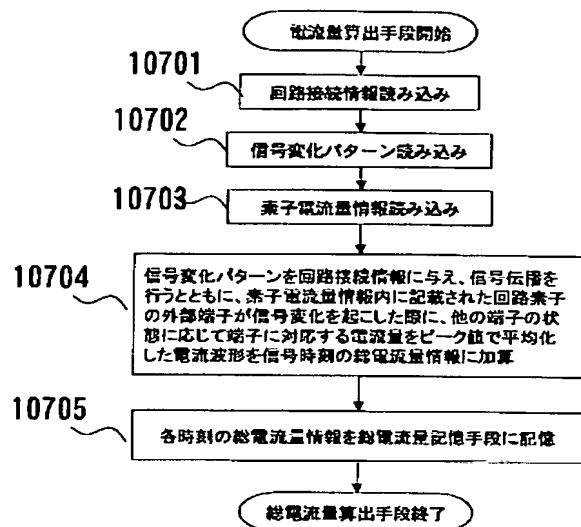 電流量算出手段開始
10701
回路接続情報読み込み
10702
信号変化パターン読み込み
10703
素子電流量情報読み込み
10704
信号変化パターンを回路接続情報に与え、信号伝播を
行うとともに、素子電流量情報内に記載された回路素子
の外部端子が信号変化を起こした際に、他の端子の状
態に応じて端子に対応する電流量をピーク値で平均化
した電流波形を信号時刻の総電流量情報に加算
10705
各時刻の総電流量情報を総電流量記憶手段に記憶
総電流量算出手段終了